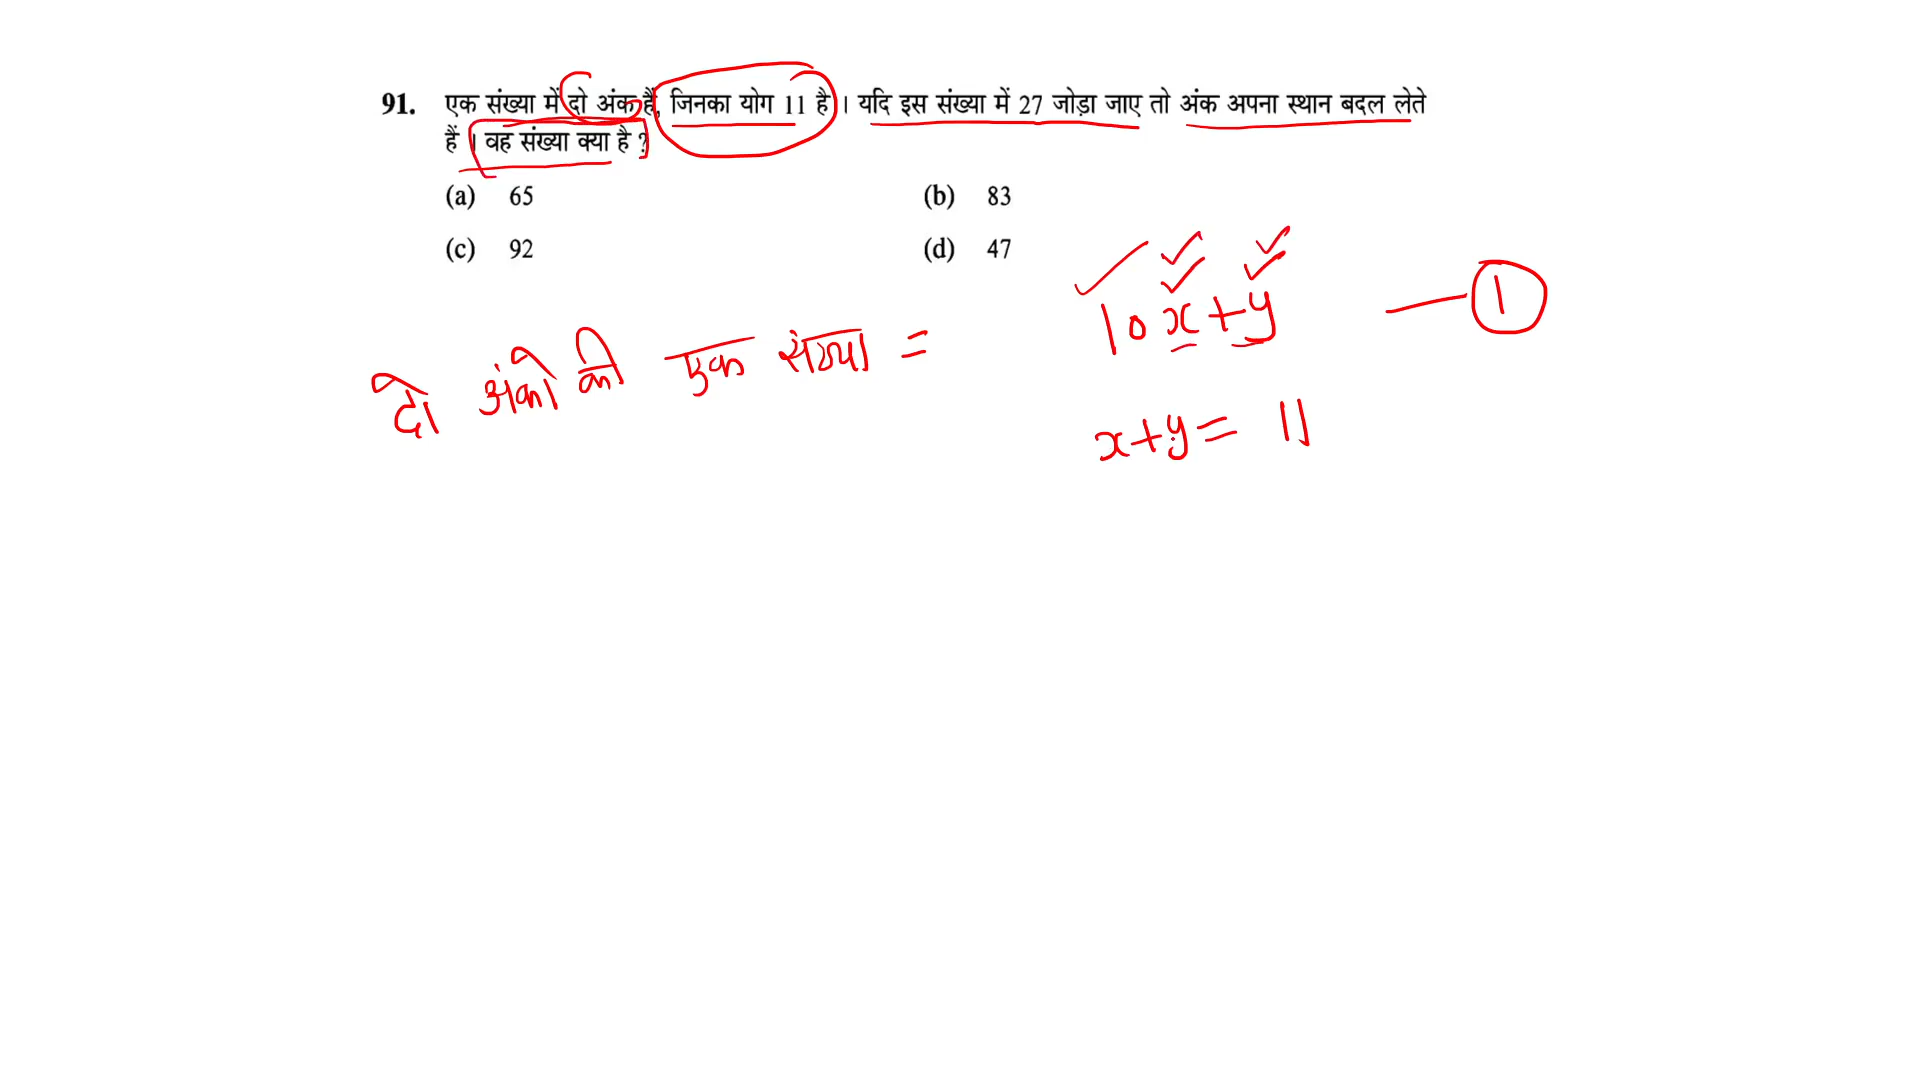 91. एक संख्या में दो अंक हैं, जिनका योग 11 है । यदि इस संख्या में 27 जोड़ा जाए तो अंक अपना स्थान बदल लेते
हैं । वह संख्या क्या है ?
(a) 65 (b) 83
(c) 92 (d) 47
दो अंको की एक संख्या = 10x+y — 1
x+y = 11